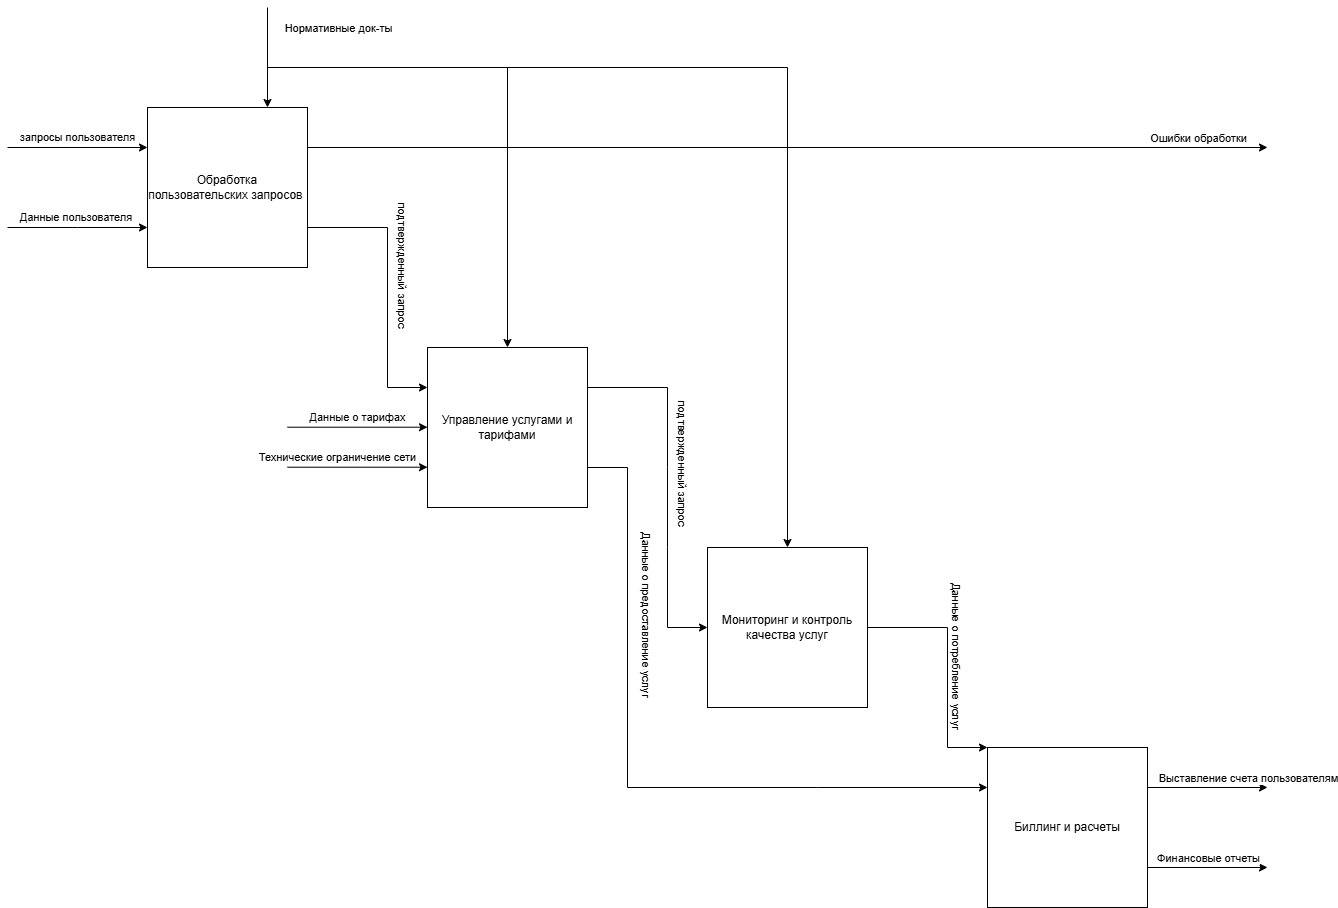 Нормативные док-ты
запросы пользователя
Ошибки обработки
Обработка
пользовательских запросов
Данные пользователя
подтвержденный запрос
Данные о тарифах
Управление услугами и
тарифами
Технические ограничение сети
подтвержденный запрос
Данные о предоставление услуг
Мониторинг и контроль
качества услуг
Данные о потребление услуг
Выставление счета пользователям
Биллинг и расчеты
Финансовые отчеты